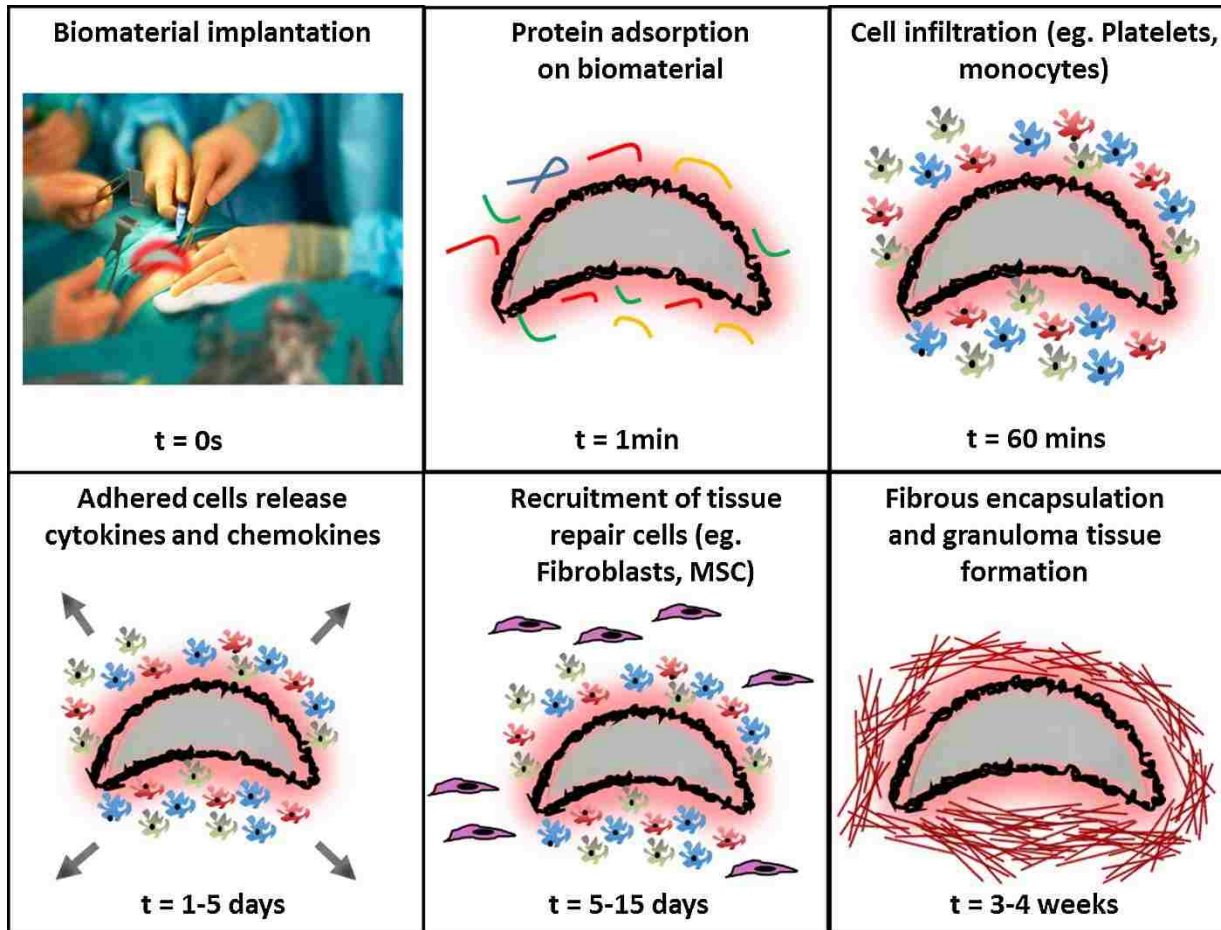 Biomaterial implantation
t = 0s
Protein adsorption
on biomaterial
t = 1min
Cell infiltration (eg. Platelets,
monocytes)
t = 60 mins
Adhered cells release
cytokines and chemokines
t = 1-5 days
Recruitment of tissue
repair cells (eg.
Fibroblasts, MSC)
t = 5-15 days
Fibrous encapsulation
and granuloma tissue
formation
t = 3-4 weeks